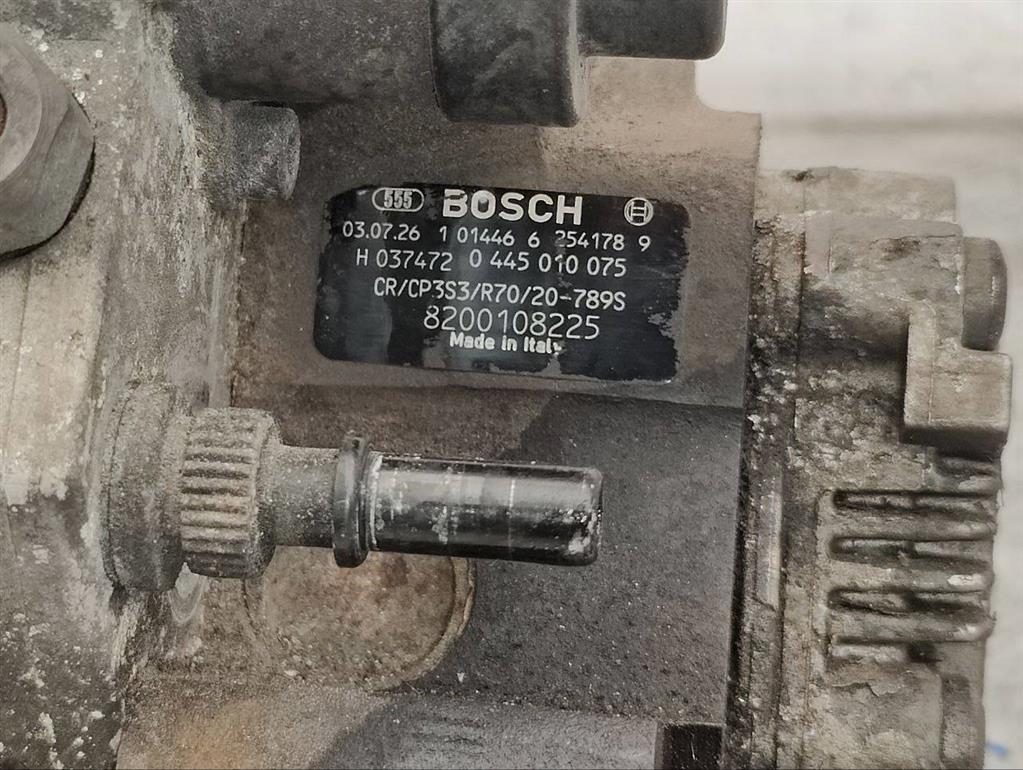 555 BOSCH
03.07.26 1 01446 6 254178 9
H 037472 0 445 010 075
CR/CP3S3/R70/20-789S
8200108225
Made in Italy